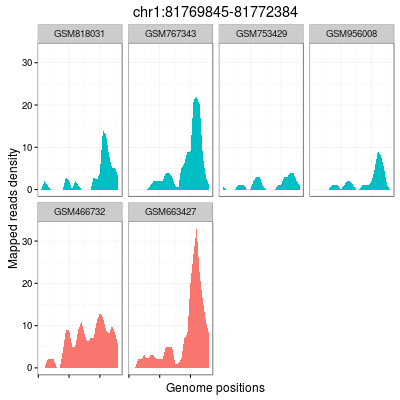 chr1:81769845-81772384
GSM818031 GSM767343 GSM753429 GSM956008
30
20
10
0
GSM466732 GSM663427
30
20
10
0
Mapped reads density
Genome positions